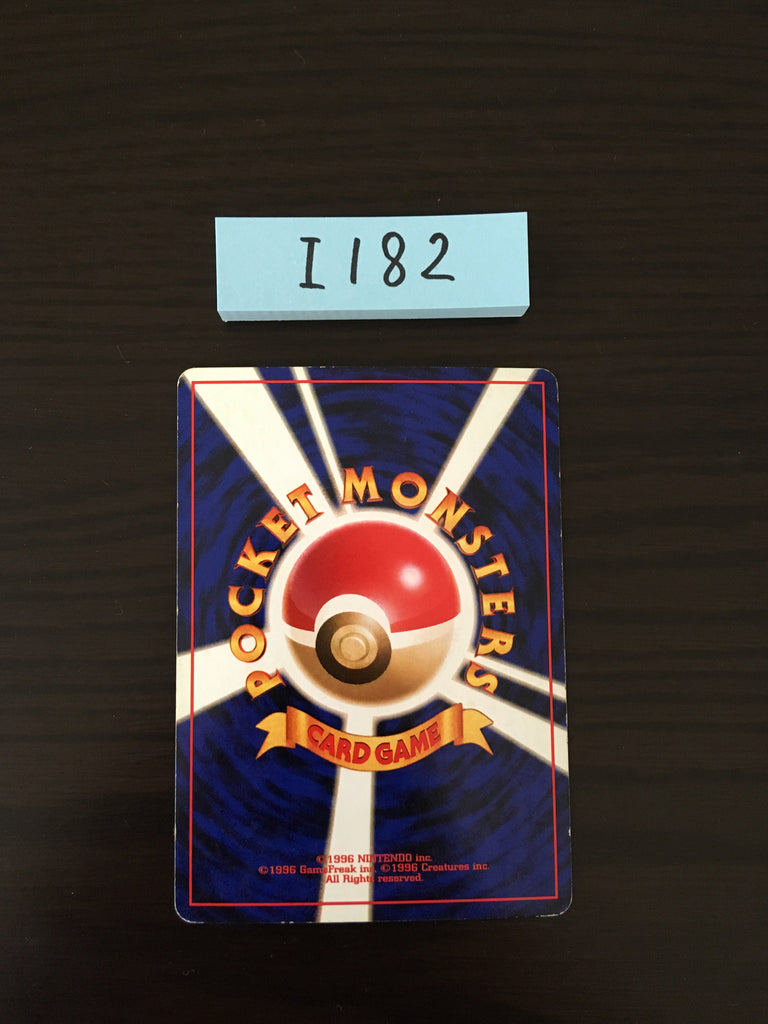 I182
POCKET MONSTERS
CARD GAME
©1996 NINTENDO inc.
©1996 GameFreak inc. ©1996 Creatures inc.
All Rights reserved.